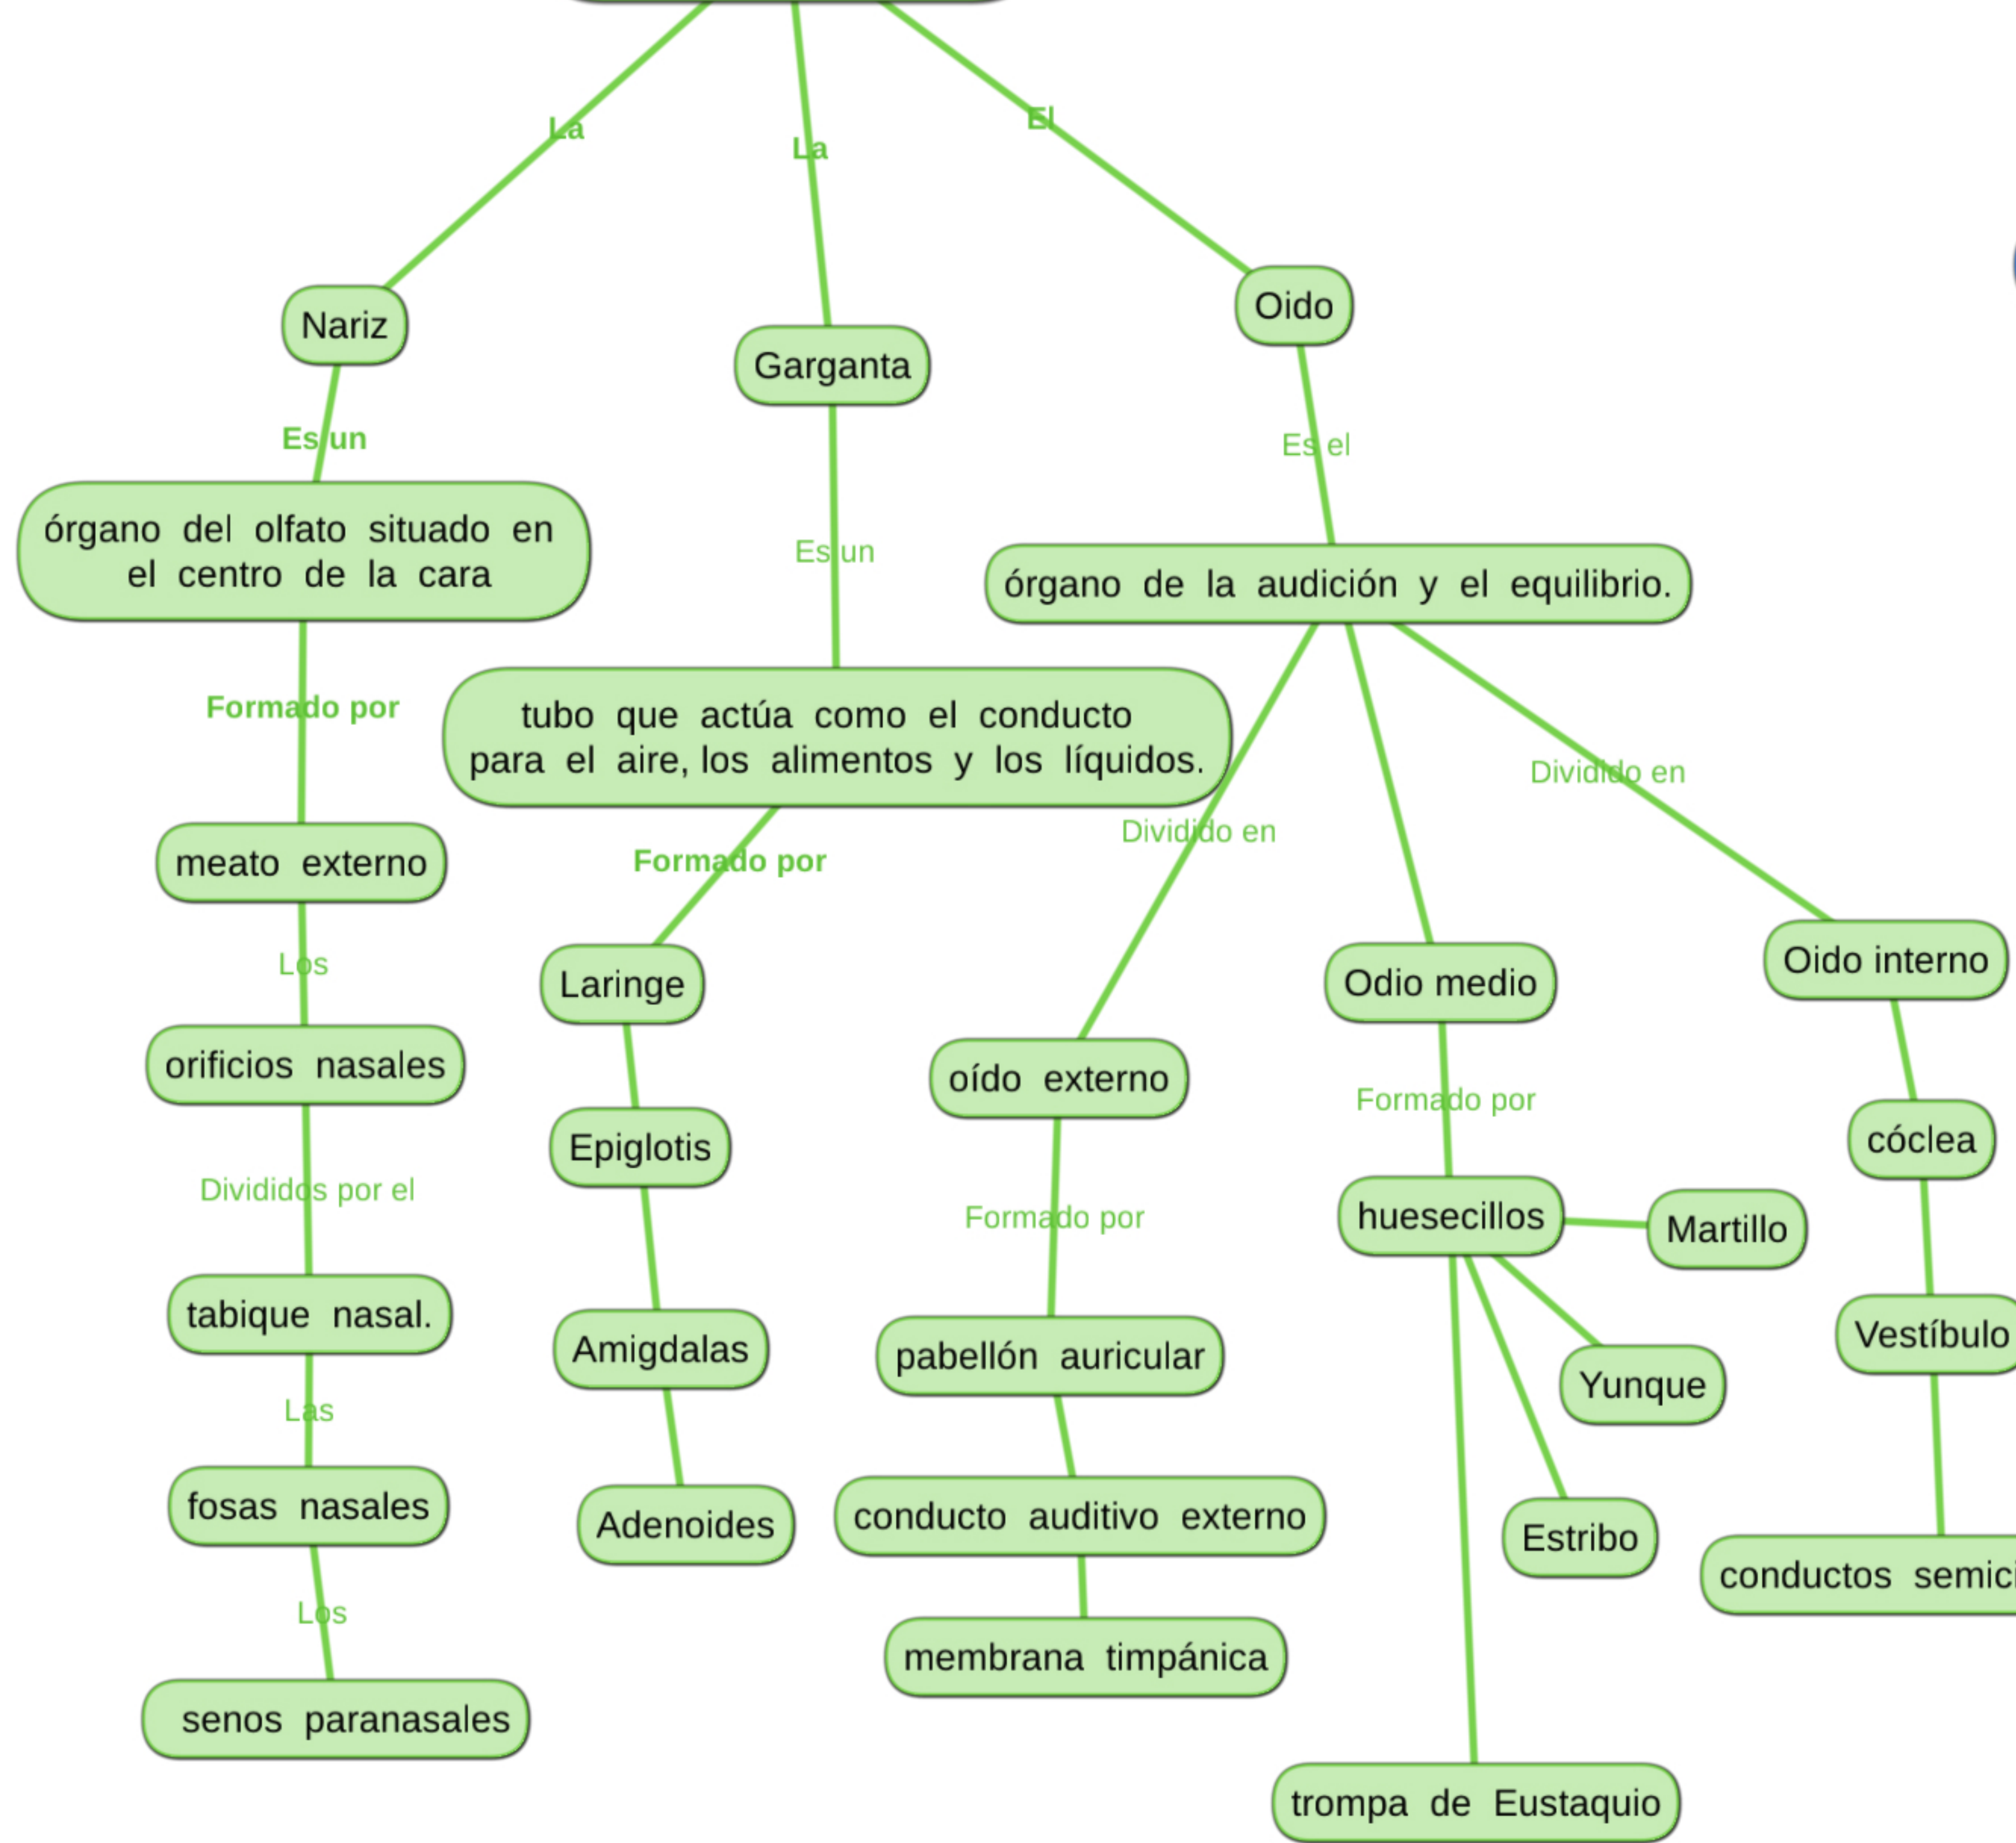 La
La
El
Nariz
Garganta
Oido
Es un
Es un
Es el
órgano del olfato situado en
el centro de la cara
órgano de la audición y el equilibrio.
Formado por
tubo que actúa como el conducto
para el aire, los alimentos y los líquidos.
Dividido en
Dividido en
meato externo
Formado por
Los
Laringe
Odio medio
Oido interno
orificios nasales
oído externo
Formado por
cóclea
Epiglotis
Divididos por el
Formado por
huesecillos
Martillo
tabique nasal.
Amigdalas
pabellón auricular
Yunque
Vestíbulo
Las
fosas nasales
Adenoides
conducto auditivo externo
Estribo
conductos
Los
membrana timpánica
senos paranasales
trompa de Eustaquio